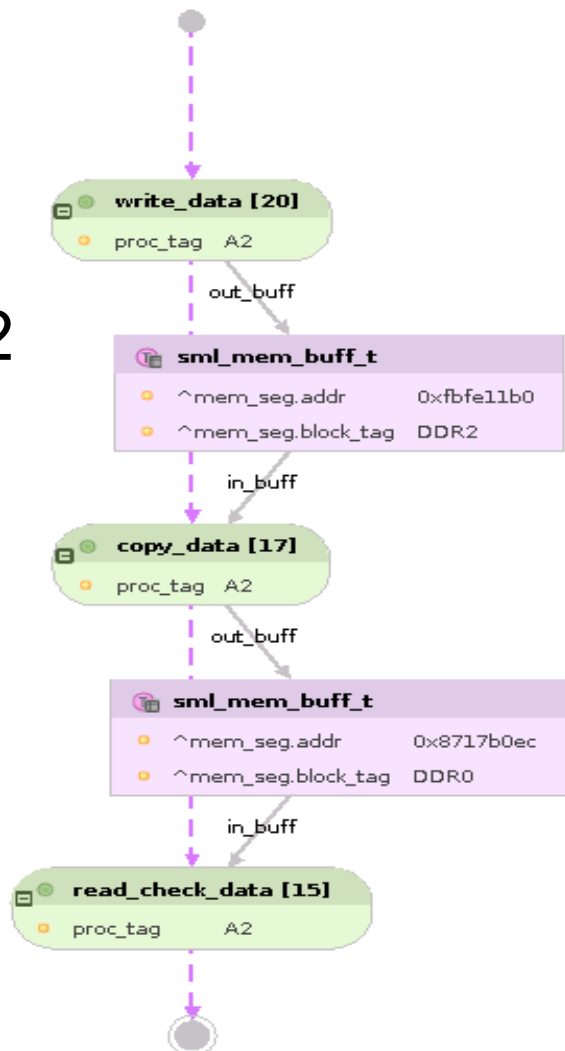 write_data [20]
proc_tag A2
out_buff
2
sml_mem_buff_t
^mem_seg.addr 0xfbfe11b0
^mem_seg.block_tag DDR2
in_buff
copy_data [17]
proc_tag A2
out_buff
sml_mem_buff_t
^mem_seg.addr 0x8717b0ec
^mem_seg.block_tag DDR0
in_buff
read_check_data [15]
proc_tag A2